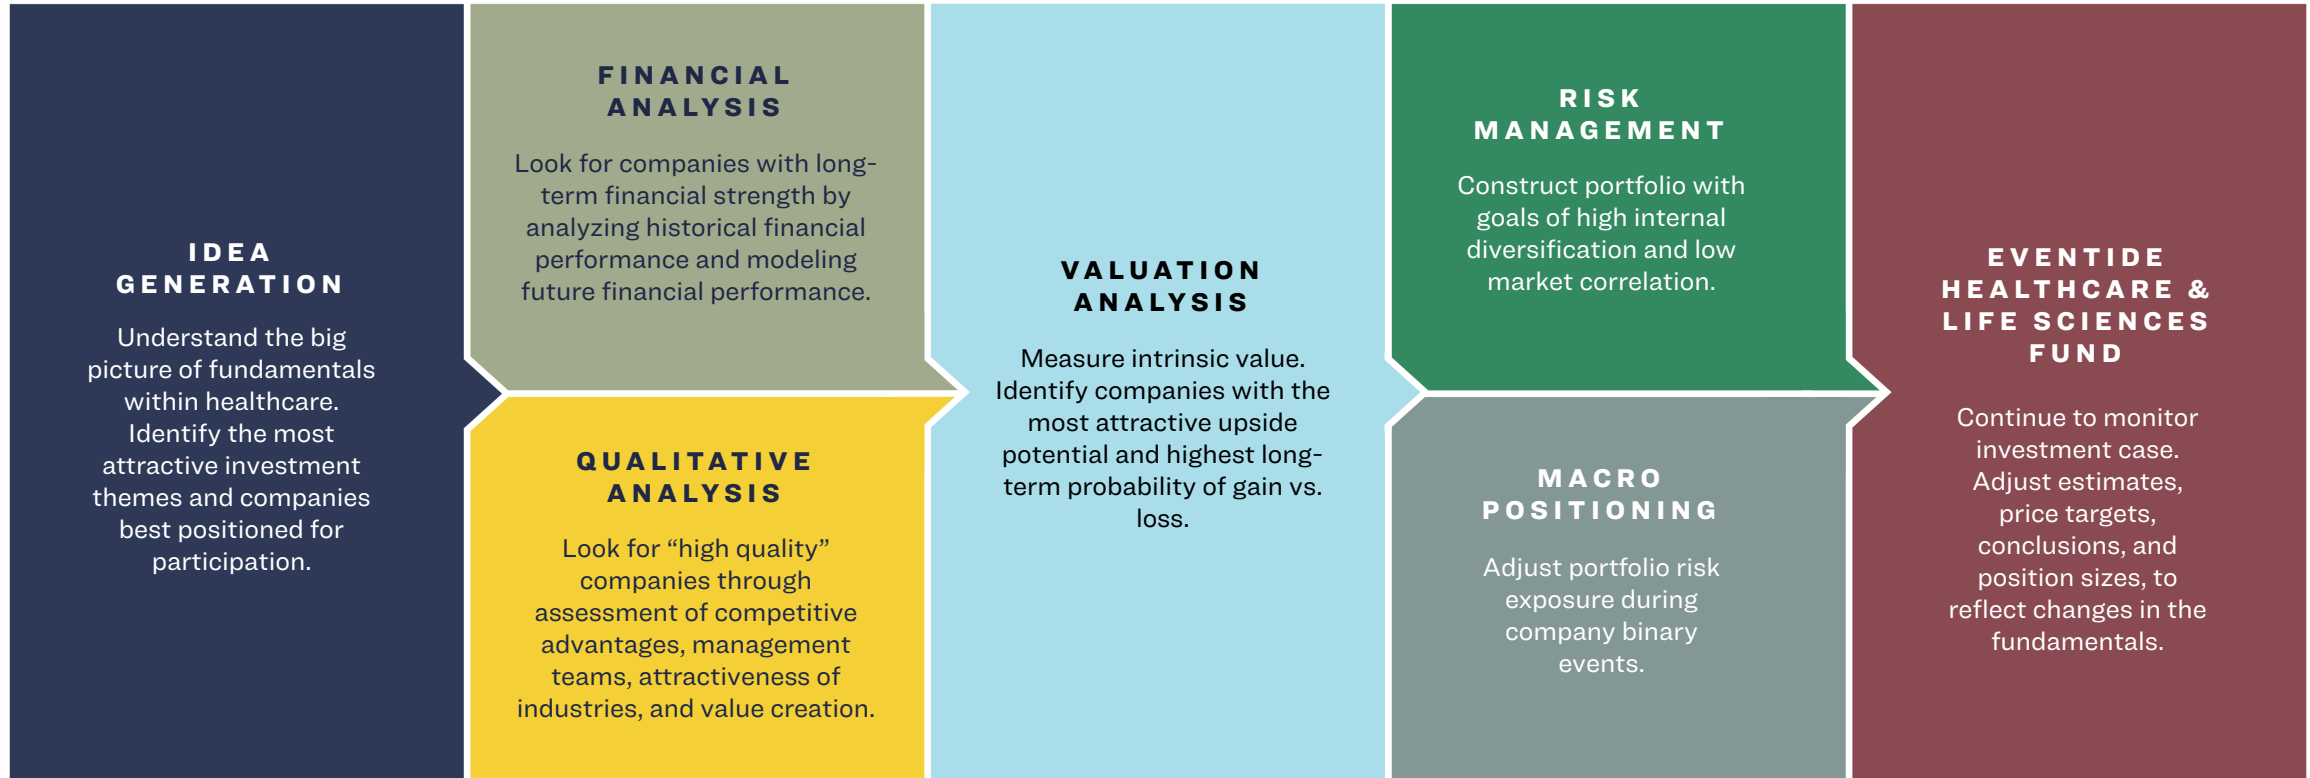 IDEA
GENERATION
Understand the big
picture of fundamentals
within healthcare.
Identify the most
attractive investment
themes and companies
best positioned for
participation.
FINANCIAL
ANALYSIS
Look for companies with long-
term financial strength by
analyzing historical financial
performance and modeling
future financial performance.
QUALITATIVE
ANALYSIS
Look for “high quality”
companies through
assessment of competitive
advantages, management
teams, attractiveness of
industries, and value creation.
VALUATION
ANALYSIS
Measure intrinsic value.
Identify companies with the
most attractive upside
potential and highest long-
term probability of gain vs.
loss.
RISK
MANAGEMENT
Construct portfolio with
goals of high internal
diversification and low
market correlation.
MACRO
POSITIONING
Adjust portfolio risk
exposure during
company binary
events.
EVENTIDE
HEALTHCARE &
LIFE SCIENCES
FUND
Continue to monitor
investment case.
Adjust estimates,
price targets,
conclusions, and
position sizes, to
reflect changes in the
fundamentals.